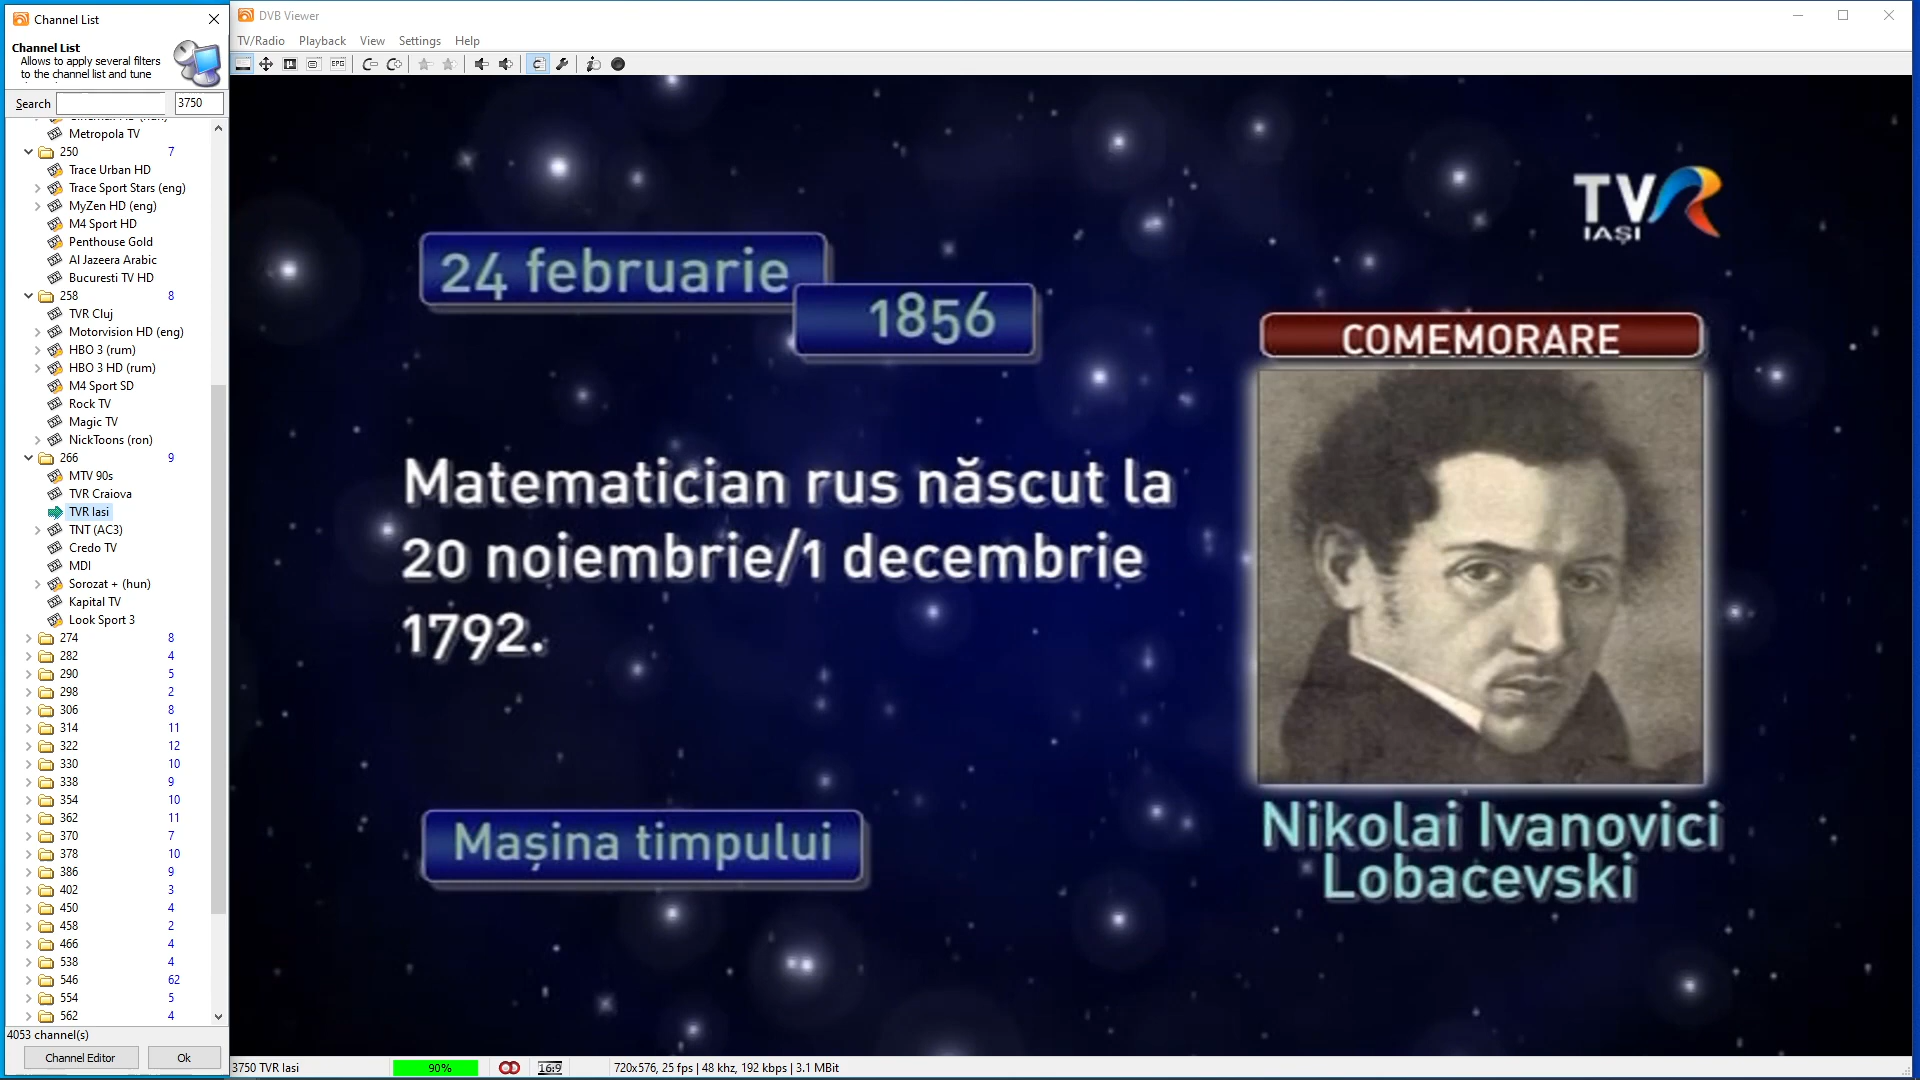 Channel List
Channel List
Allows to apply several filters
to the channel list and tune
Search
3750
Metropola TV
250 7
Trace Urban HD
Trace Sport Stars (eng)
MyZen HD (eng)
M4 Sport HD
Penthouse Gold
Al Jazeera Arabic
Bucuresti TV HD
258 8
TVR Cluj
Motorvision HD (eng)
HBO 3 (rum)
HBO 3 HD (rum)
M4 Sport SD
Rock TV
Magic TV
NickToons (ron)
266 9
MTV 90s
TVR Craiova
TVR Iasi
TNT (AC3)
Credo TV
MDI
Sorozat + (hun)
Kapital TV
Look Sport 3
274 8
282 4
290 5
298 2
306 8
314 11
322 12
330 10
338 9
354 10
362 11
370 7
378 10
386 9
402 3
450 4
458 2
466 4
538 4
546 62
554 5
562 4
4053 channel(s)
Channel Editor Ok
DVB Viewer
TV/Radio Playback View Settings Help
EPG
TVR
IAȘI
24 februarie
1856
COMEMORARE
Matematician rus născut la
20 noiembrie/1 decembrie
1792.
Mașina timpului
Nikolai Ivanovici
Lobacevski
3750 TVR Iasi 90% 16:9 720x576, 25 fps | 48 khz, 192 kbps | 3.1 MBit